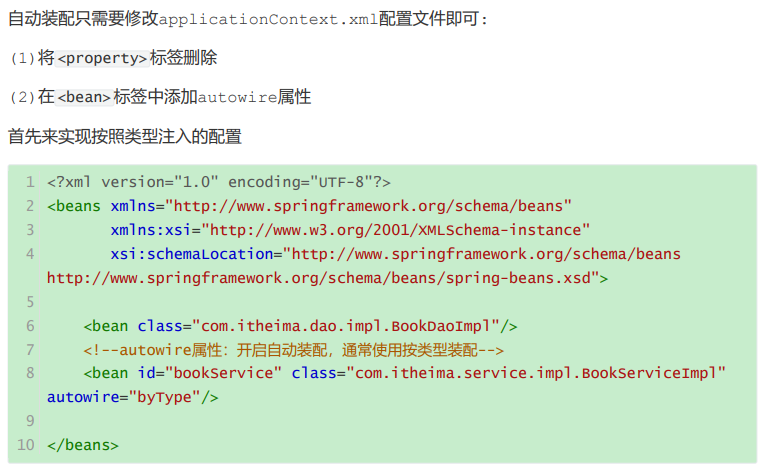 自动装配只需要修改applicationContext.xml配置文件即可：
(1)将<property>标签删除
(2)在<bean>标签中添加autowire属性
首先来实现按照类型注入的配置
1 <?xml version="1.0" encoding="UTF-8"?>
2 <beans xmlns="http://www.springframework.org/schema/beans"
3 xmlns:xsi="http://www.w3.org/2001/XMLSchema-instance"
4 xsi:schemaLocation="http://www.springframework.org/schema/beans
http://www.springframework.org/schema/beans/spring-beans.xsd">
5
6 <bean class="com.itheima.dao.impl.BookDaoImpl"/>
7 <!--autowire属性：开启自动装配，通常使用按类型装配-->
8 <bean id="bookService" class="com.itheima.service.impl.BookServiceImpl"
autowire="byType"/>
9
10 </beans>